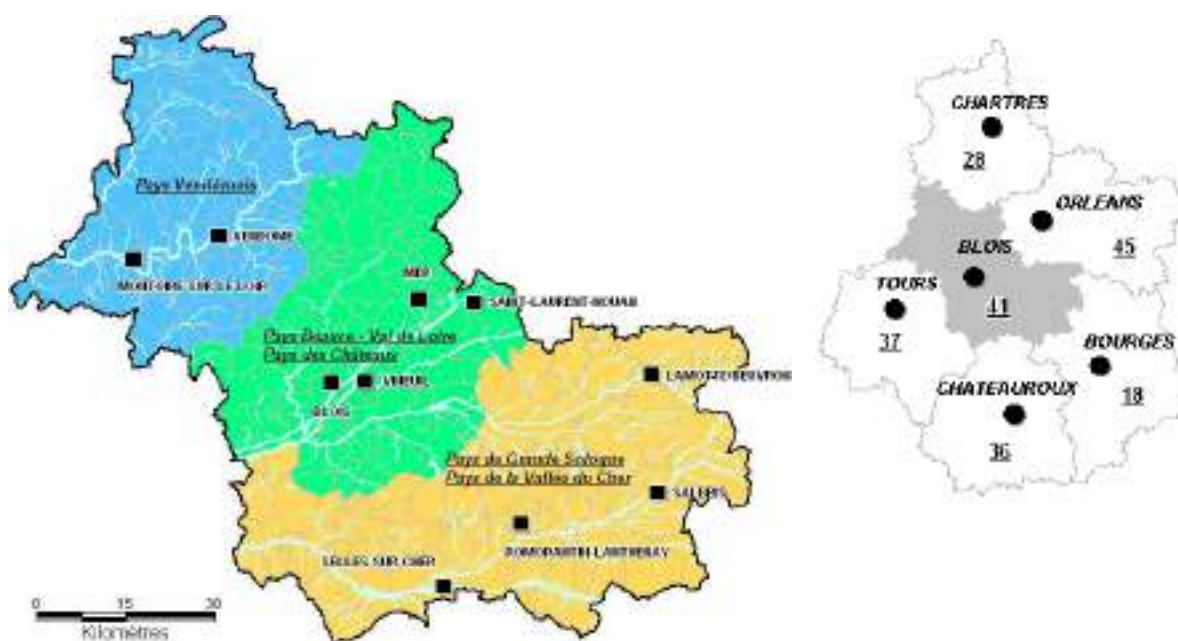 Pays Vendômois
VENDOME
MONTOIRE-SUR-LE-LOIR
MER
SAINT-LAURENT-NOUAN
Pays Beauce - Val de Loire
Pays des Châteaux
VINEUIL
BLOIS
LAMOTTE-BEUVRON
Pays de Grande Sologne
Pays de la Vallée du Cher
SALBRIS
ROMORANTIN-LANTHENAY
SELLES-SUR-CHER
0 15 30
Kilomètres
CHARTRES
28
ORLEANS
45
BLOIS
41
TOURS
37
BOURGES
18
CHATEAUROUX
36